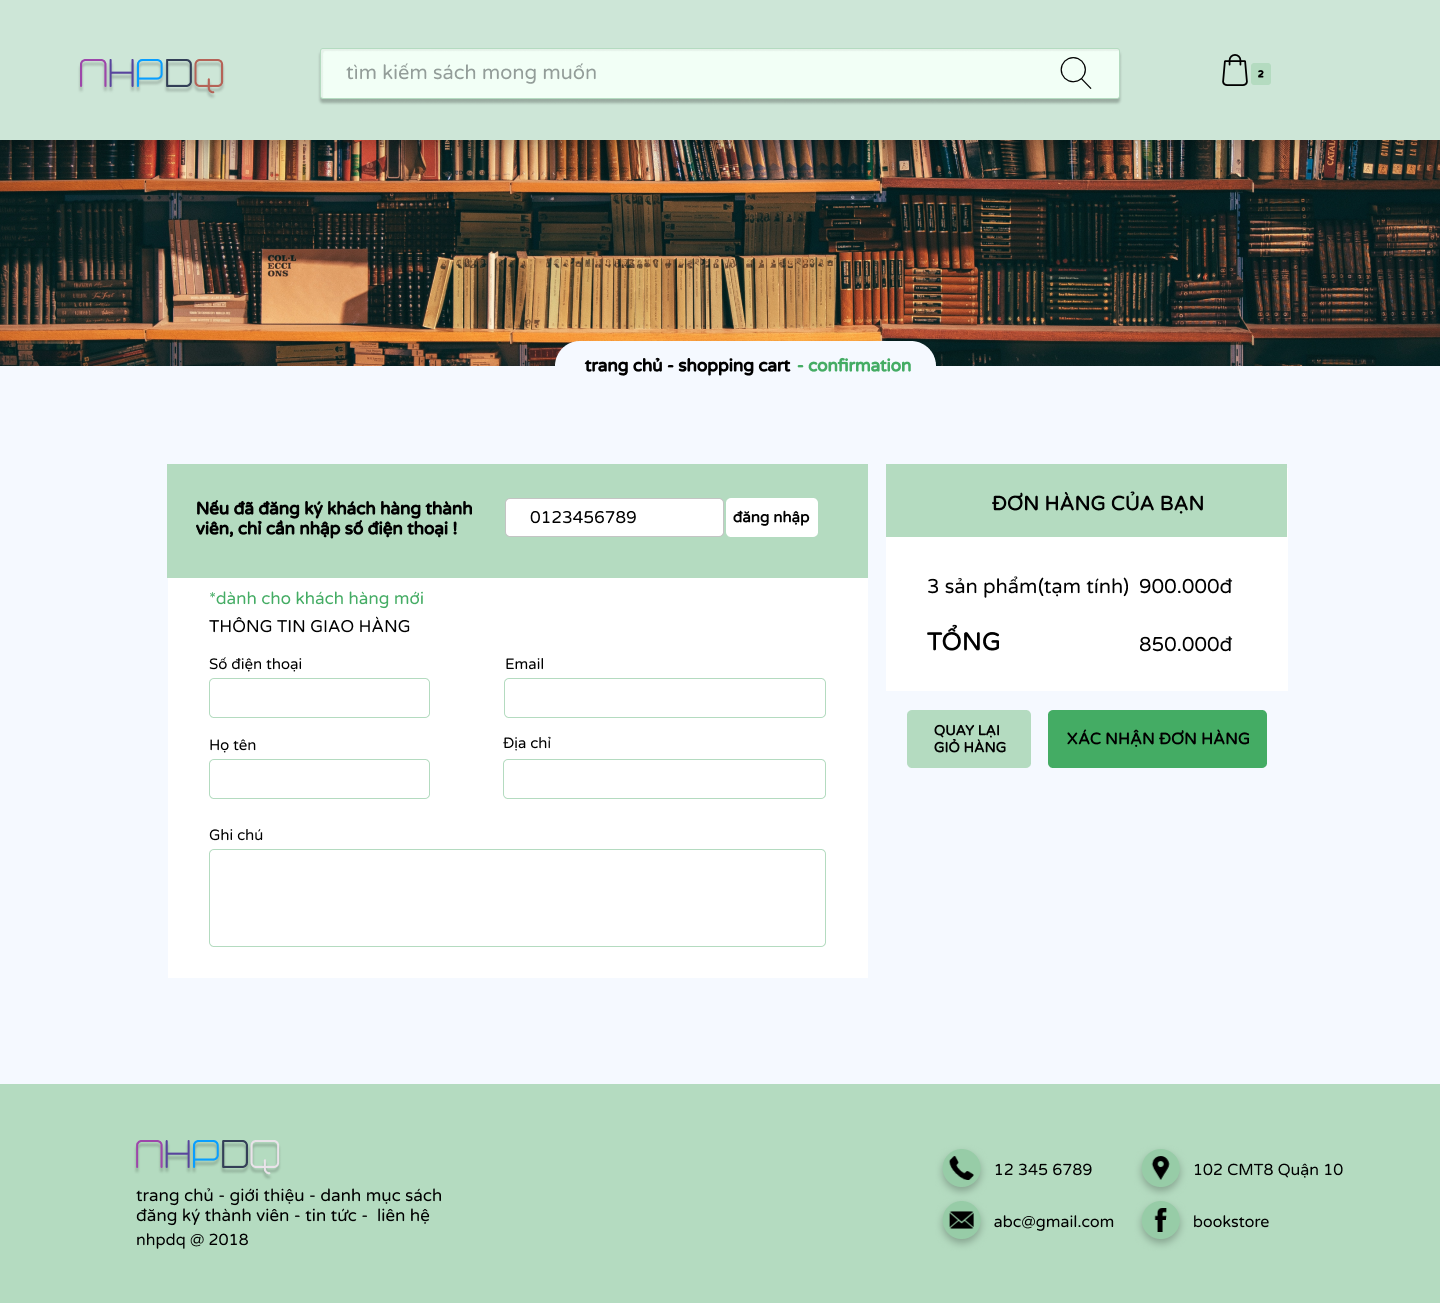 NHPDQ
tìm kiếm sách mong muốn
2
COL·L
ECCI
ONS
trang chủ - shopping cart - confirmation
Nếu đã đăng ký khách hàng thành
viên, chỉ cần nhập số điện thoại !
0123456789
đăng nhập
*dành cho khách hàng mới
THÔNG TIN GIAO HÀNG
Số điện thoại
Email
Họ tên
Địa chỉ
Ghi chú
ĐƠN HÀNG CỦA BẠN
3 sản phẩm(tạm tính) 900.000đ
TỔNG 850.000đ
QUAY LẠI
GIỎ HÀNG
XÁC NHẬN ĐƠN HÀNG
NHPDQ
trang chủ - giới thiệu - danh mục sách
đăng ký thành viên - tin tức - liên hệ
nhpdq @ 2018
12 345 6789
102 CMT8 Quận 10
abc@gmail.com
bookstore